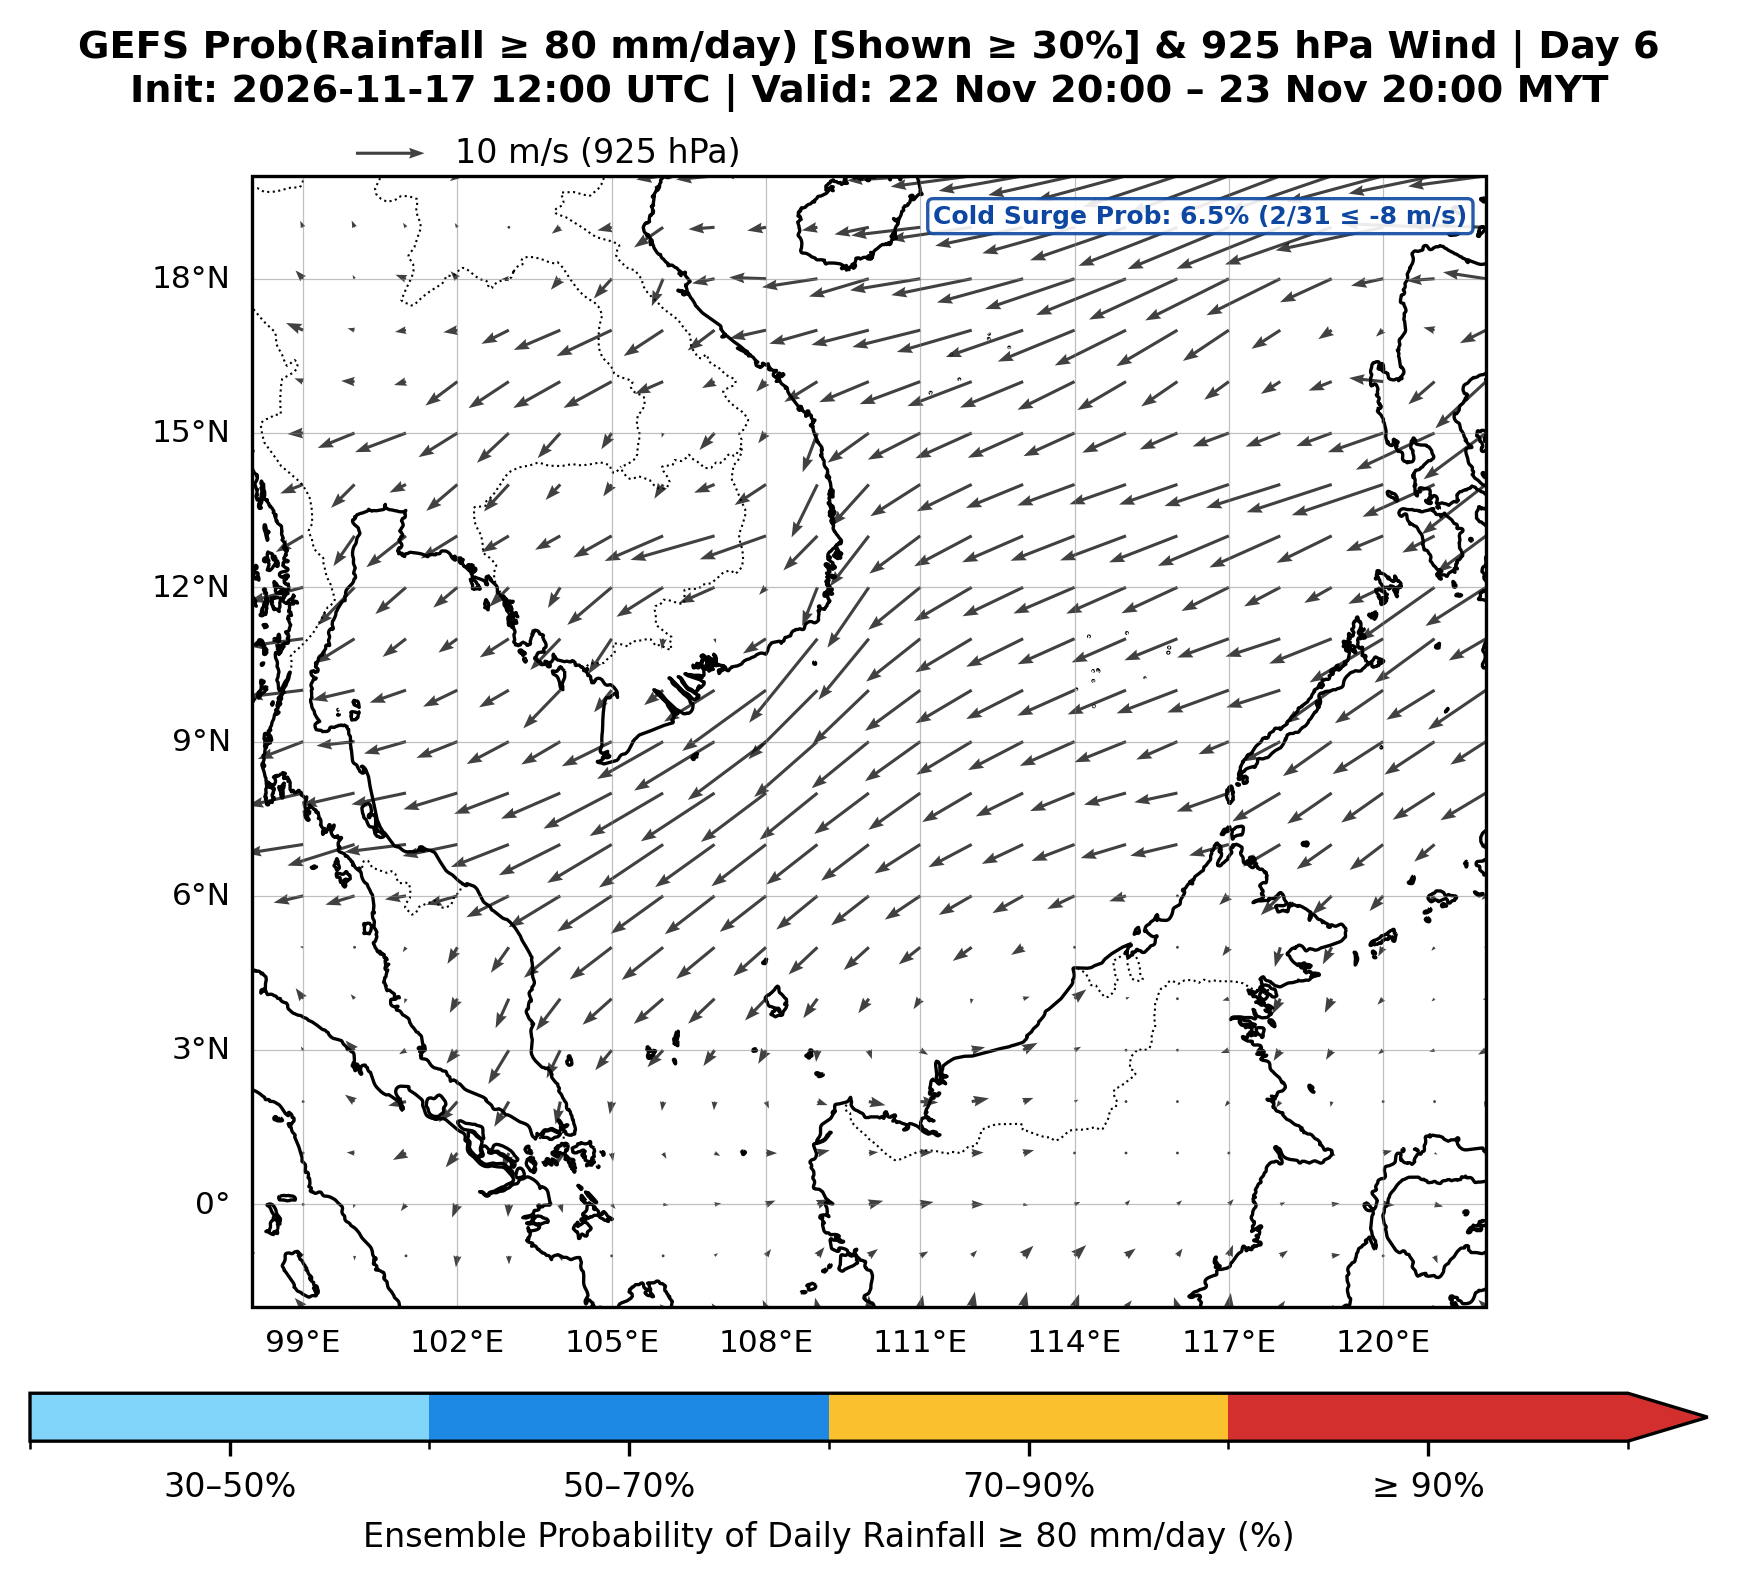 GEFS Prob(Rainfall ≥ 80 mm/day) [Shown ≥ 30%] & 925 hPa Wind | Day 6
Init: 2026-11-17 12:00 UTC | Valid: 22 Nov 20:00 – 23 Nov 20:00 MYT
10 m/s (925 hPa)
Cold Surge Prob: 6.5% (2/31 ≤ -8 m/s)
18°N
15°N
12°N
9°N
6°N
3°N
0°
99°E 102°E 105°E 108°E 111°E 114°E 117°E 120°E
30–50% 50–70% 70–90% ≥ 90%
Ensemble Probability of Daily Rainfall ≥ 80 mm/day (%)